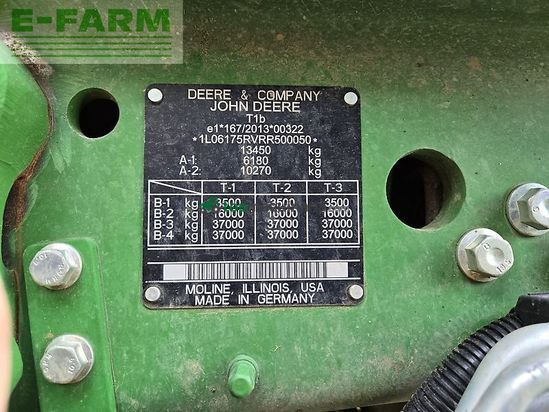 E-FARM
DEERE & COMPANY
JOHN DEERE
T1b
e1*167/2013*00322
*1L06175RVRR500050*
13450 kg
A-1: 6180 kg
A-2: 10270 kg
T-1 T-2 T-3
B-1 kg 3500 3500 3500
B-2 kg 16000 16000 16000
B-3 kg 37000 37000 37000
B-4 kg 37000 37000 37000
MOLINE, ILLINOIS, USA
MADE IN GERMANY